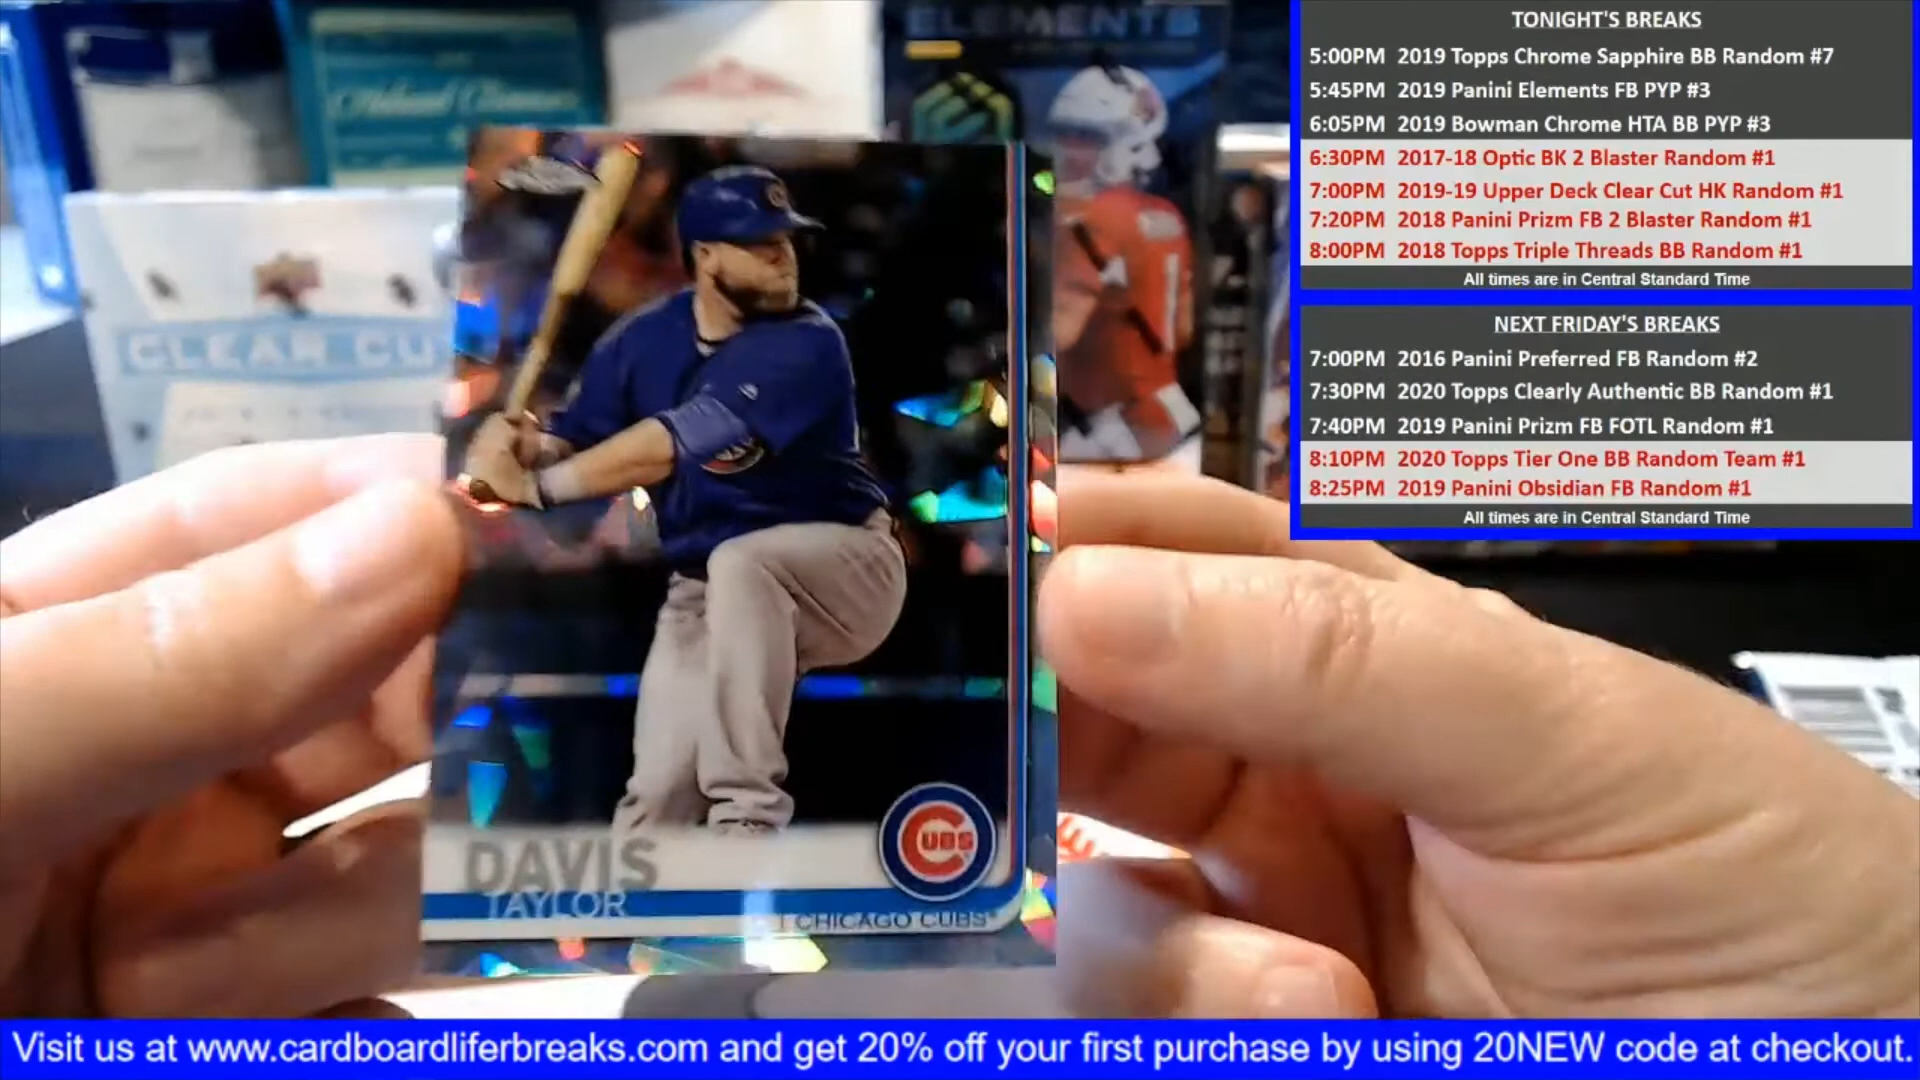 ELEMENTS
CLEAR CU
DAVIS
TAYLOR
CUBS
CHICAGO CUBS
TONIGHT'S BREAKS
5:00PM 2019 Topps Chrome Sapphire BB Random #7
5:45PM 2019 Panini Elements FB PYP #3
6:05PM 2019 Bowman Chrome HTA BB PYP #3
6:30PM 2017-18 Optic BK 2 Blaster Random #1
7:00PM 2019-19 Upper Deck Clear Cut HK Random #1
7:20PM 2018 Panini Prizm FB 2 Blaster Random #1
8:00PM 2018 Topps Triple Threads BB Random #1
All times are in Central Standard Time
NEXT FRIDAY'S BREAKS
7:00PM 2016 Panini Preferred FB Random #2
7:30PM 2020 Topps Clearly Authentic BB Random #1
7:40PM 2019 Panini Prizm FB FOTL Random #1
8:10PM 2020 Topps Tier One BB Random Team #1
8:25PM 2019 Panini Obsidian FB Random #1
All times are in Central Standard Time
Visit us at www.cardboardliferbreaks.com and get 20% off your first purchase by using 20NEW code at checkout.